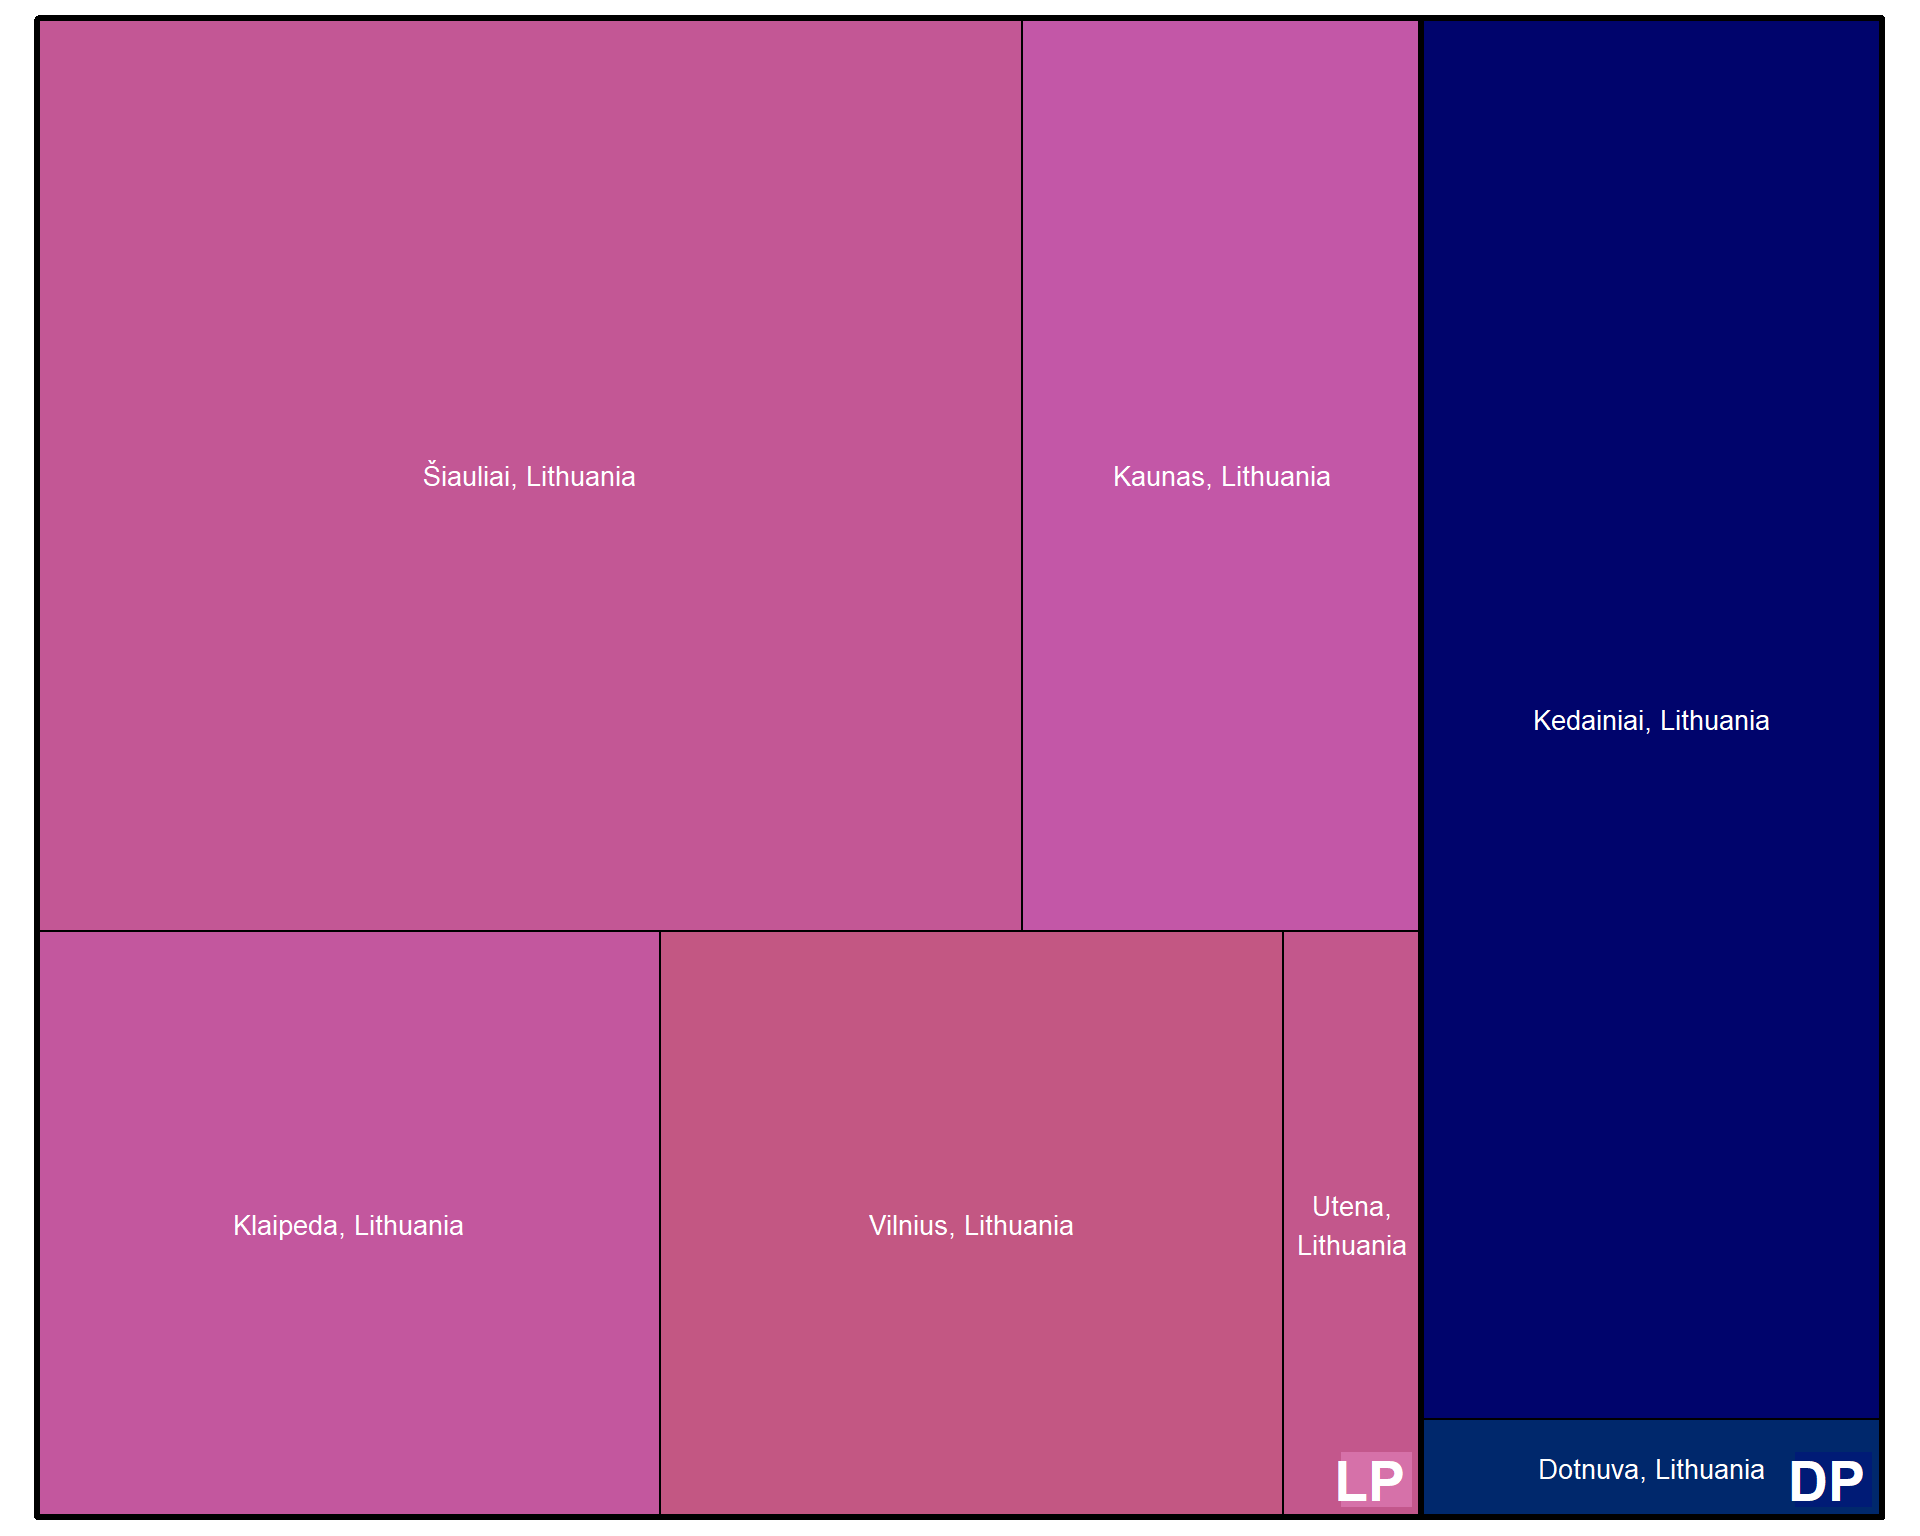 Šiauliai, Lithuania
Kaunas, Lithuania
Kedainiai, Lithuania
Klaipeda, Lithuania
Vilnius, Lithuania
Utena,
Lithuania
LP
Dotnuva, Lithuania
DP